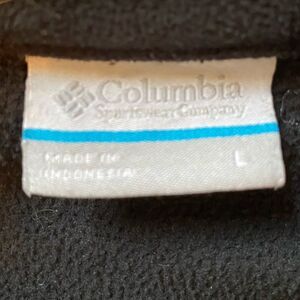 Columbia
Sportswear Company
MADE IN
INDONESIA
L